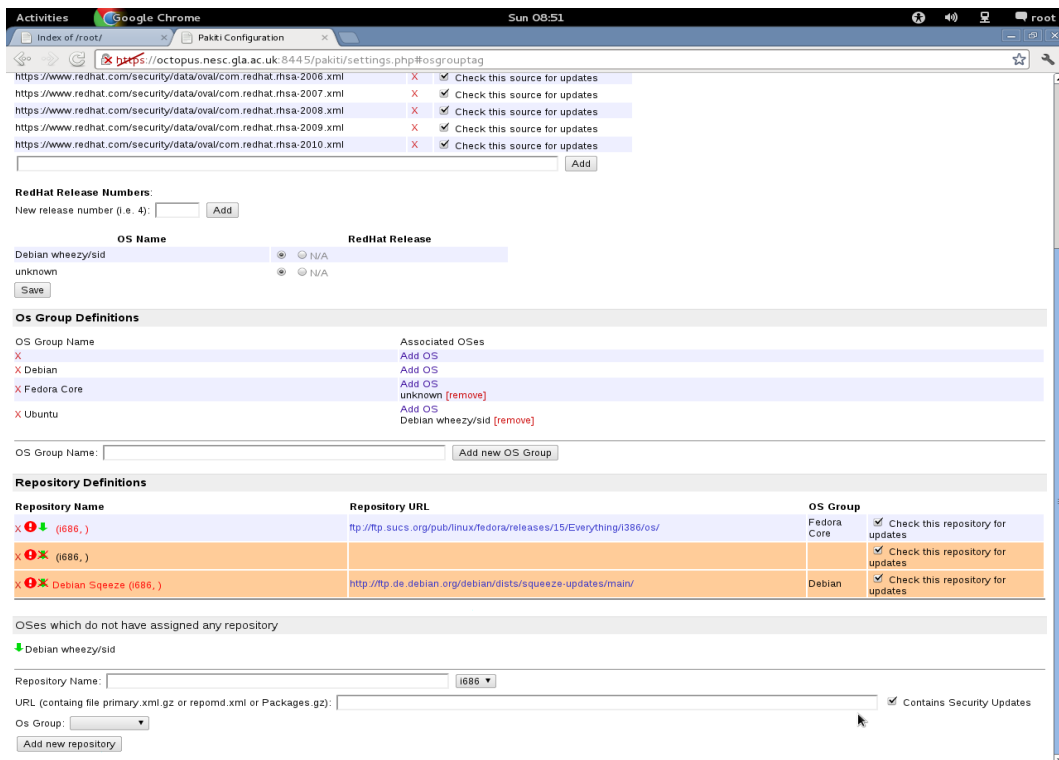 Activities Google Chrome Sun 08:51 root
Index of /root/ × Pakiti Configuration ×
https://octopus.nesc.gla.ac.uk:8445/pakiti/settings.php#osgrouptag
https://www.redhat.com/security/data/oval/com.redhat.rhsa-2006.xml X Check this source for updates
https://www.redhat.com/security/data/oval/com.redhat.rhsa-2007.xml X Check this source for updates
https://www.redhat.com/security/data/oval/com.redhat.rhsa-2008.xml X Check this source for updates
https://www.redhat.com/security/data/oval/com.redhat.rhsa-2009.xml X Check this source for updates
https://www.redhat.com/security/data/oval/com.redhat.rhsa-2010.xml X Check this source for updates
Add
RedHat Release Numbers:
New release number (i.e. 4): Add
OS Name RedHat Release
Debian wheezy/sid N/A
unknown N/A
Save
Os Group Definitions
OS Group Name Associated OSes
X Add OS
X Debian Add OS
X Fedora Core Add OS
unknown [remove]
X Ubuntu Add OS
Debian wheezy/sid [remove]
OS Group Name: Add new OS Group
Repository Definitions
Repository Name Repository URL OS Group
X (i686, ) ftp://ftp.sucs.org/pub/linux/fedora/releases/15/Everything/i386/os/ Fedora Core Check this repository for updates
X (i686, ) Check this repository for updates
X Debian Sqeeze (i686, ) http://ftp.de.debian.org/debian/dists/squeeze-updates/main/ Debian Check this repository for updates
OSes which do not have assigned any repository
Debian wheezy/sid
Repository Name: i686
URL (containg file primary.xml.gz or repomd.xml or Packages.gz): Contains Security Updates
Os Group:
Add new repository